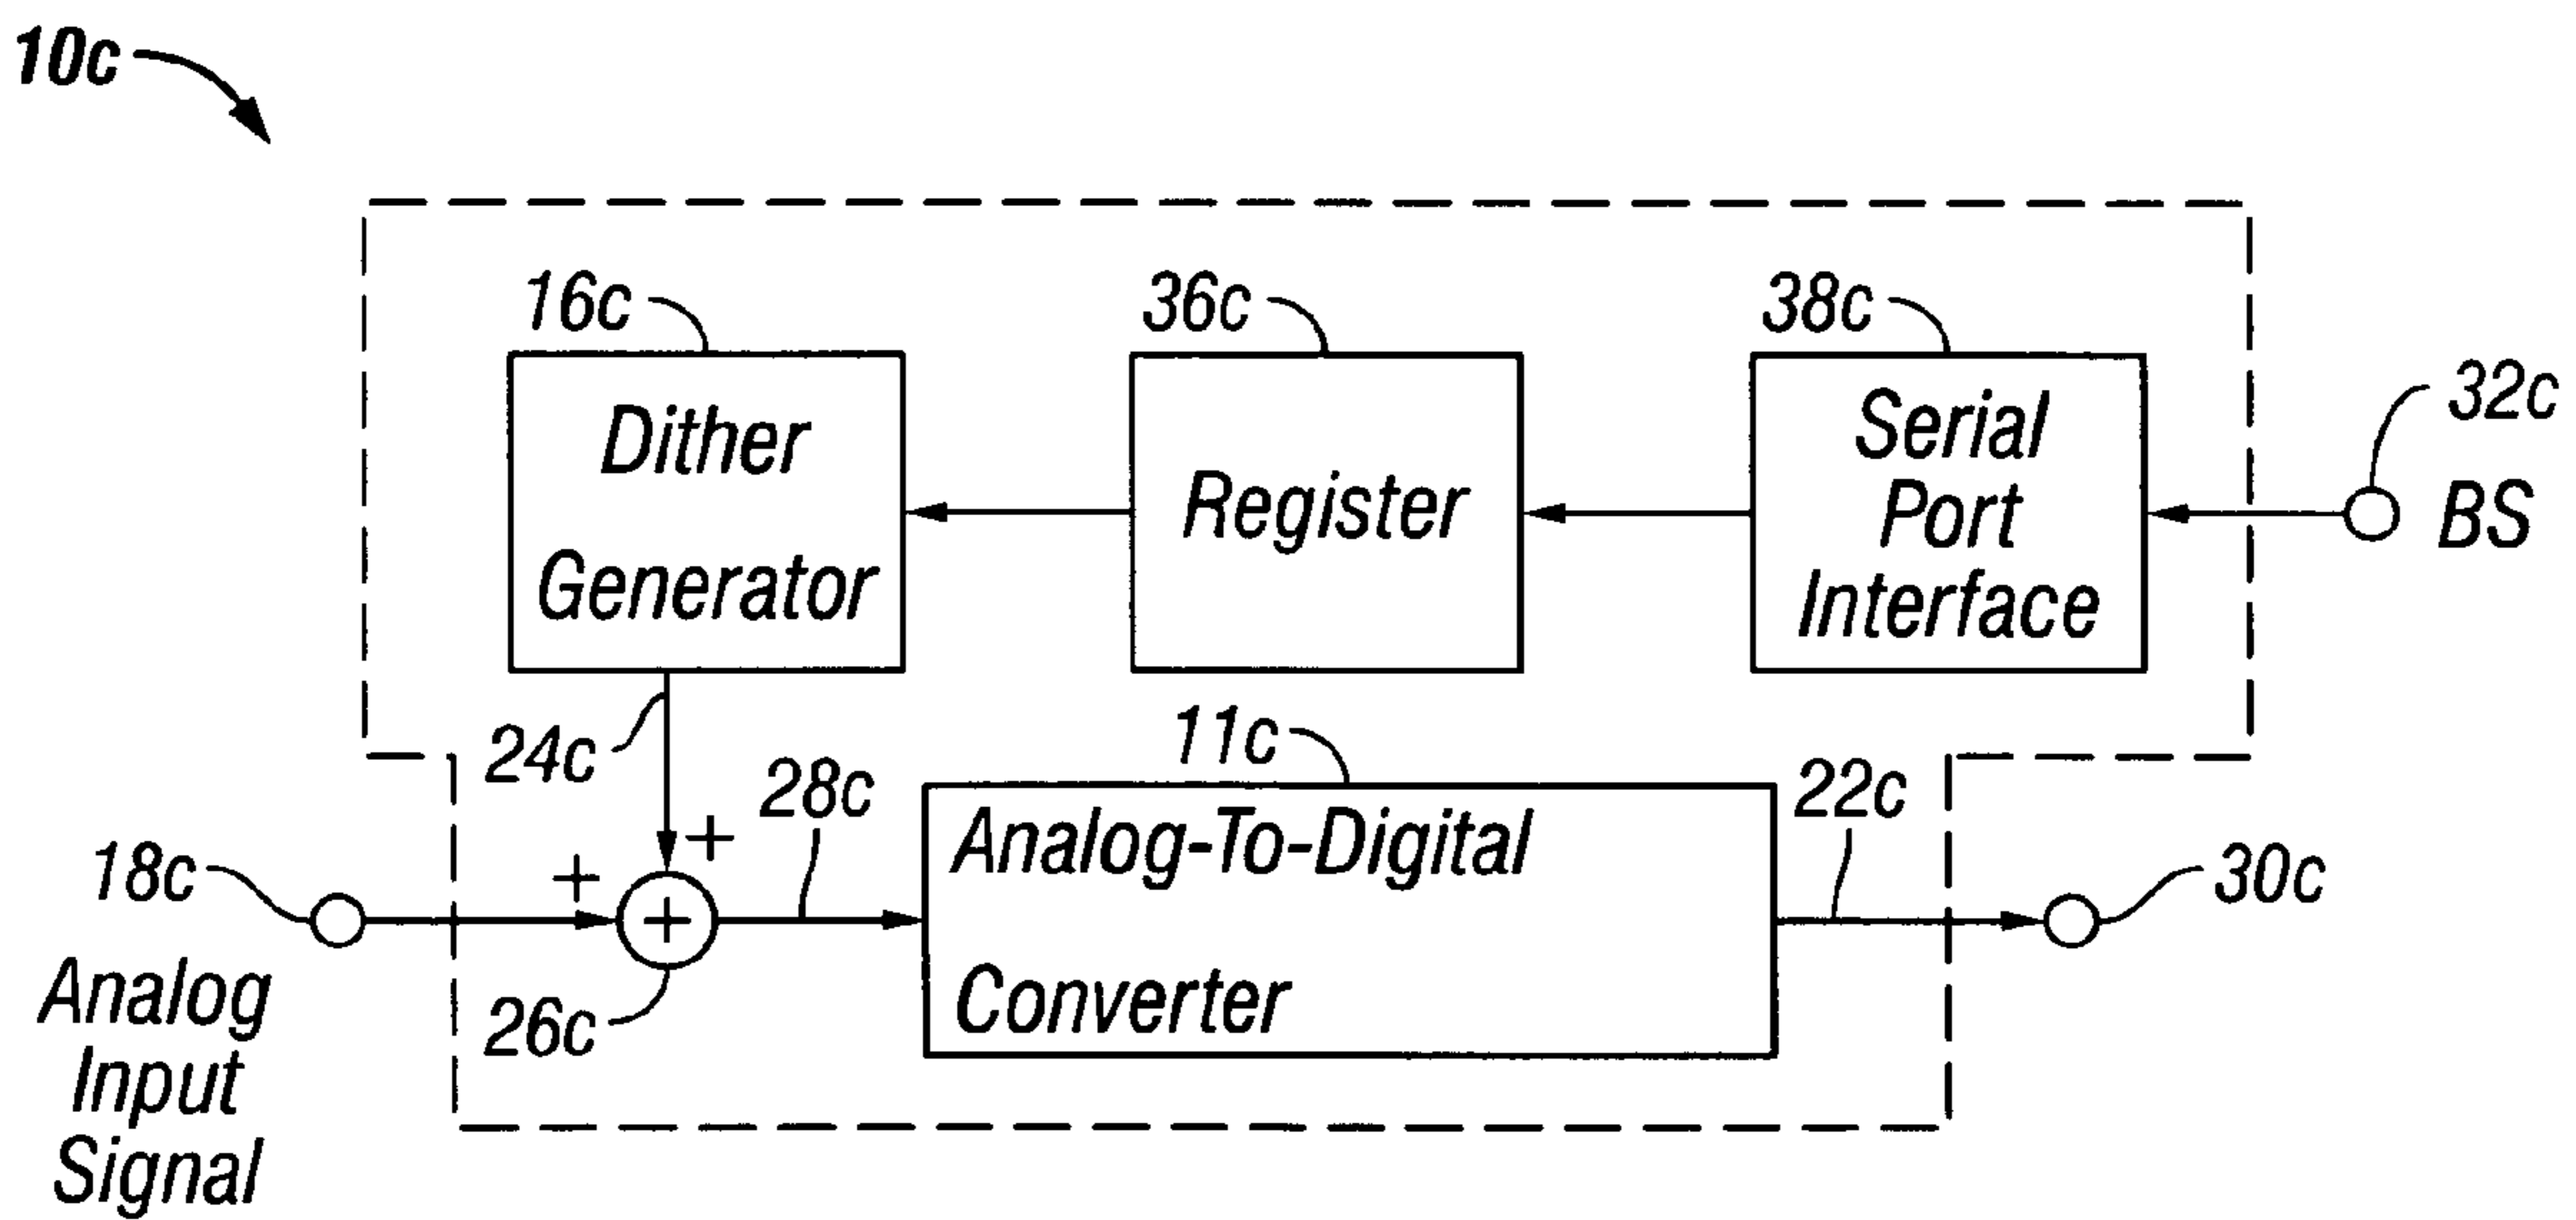 10c
16c
36c
38c
32c
Dither
Generator
Register
Serial
Port
Interface
BS
24c
28c
11c
22c
+
+
18c
+
Analog-To-Digital
Converter
30c
26c
Analog
Input
Signal